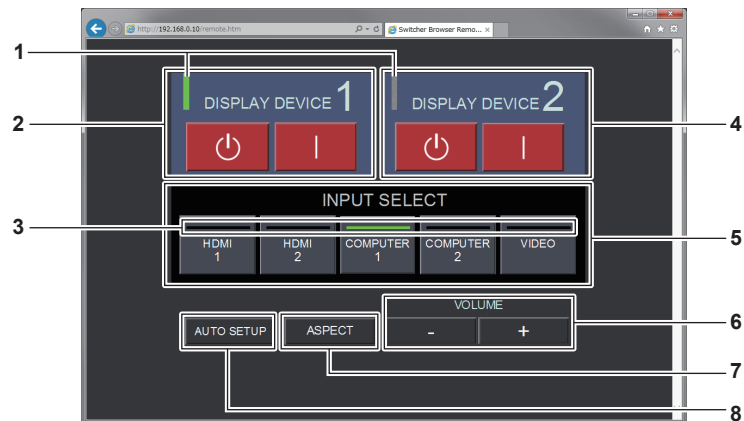 http://192.168.0.10/remote.htm
Switcher Browser Remo...
1
DISPLAY DEVICE 1
DISPLAY DEVICE 2
2
4
INPUT SELECT
3
HDMI 1
HDMI 2
COMPUTER 1
COMPUTER 2
VIDEO
5
VOLUME
6
AUTO SETUP
ASPECT
-
+
7
8